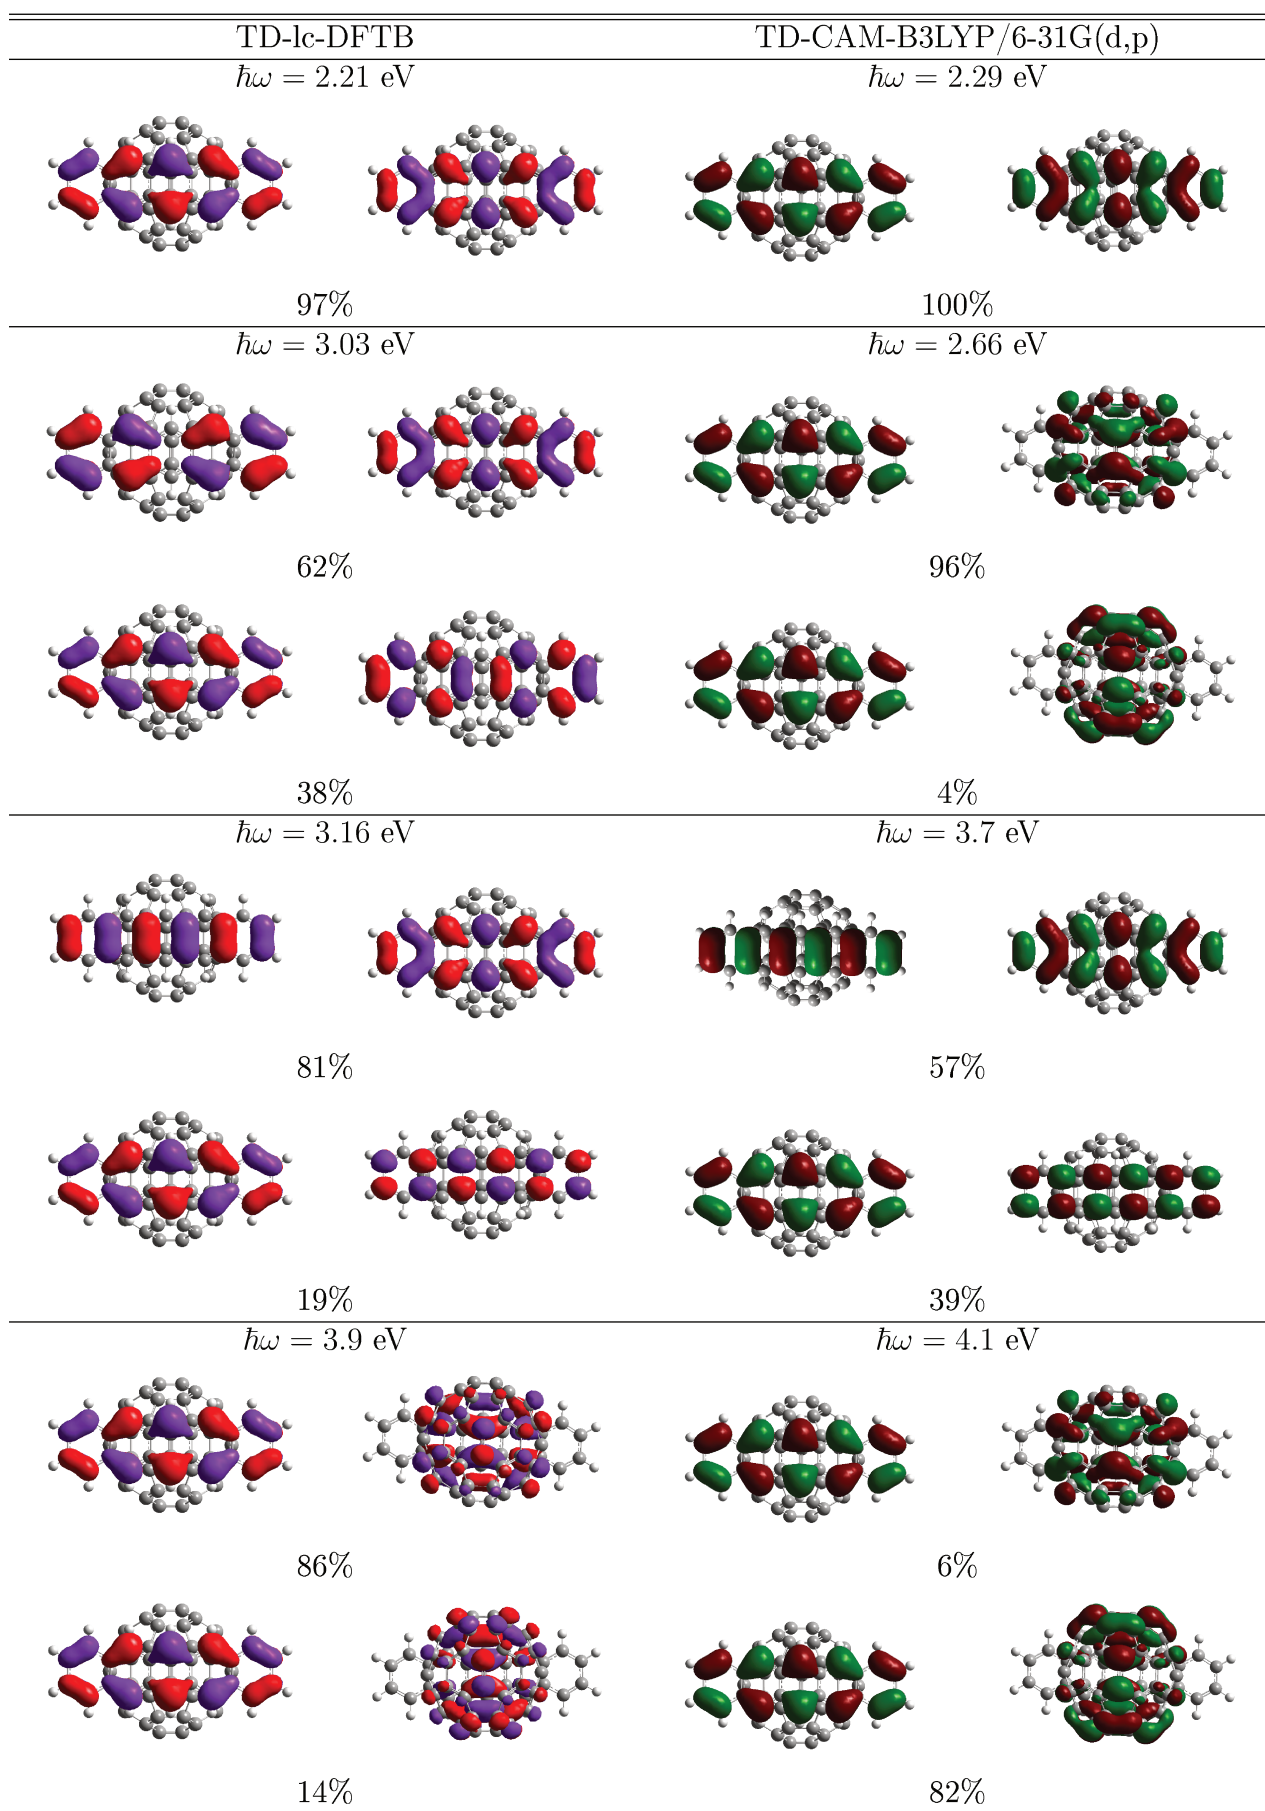 TD-lc-DFTB TD-CAM-B3LYP/6-31G(d,p)
ℏω = 2.21 eV ℏω = 2.29 eV
97% 100%
ℏω = 3.03 eV ℏω = 2.66 eV
62% 96%
38% 4%
ℏω = 3.16 eV ℏω = 3.7 eV
81% 57%
19% 39%
ℏω = 3.9 eV ℏω = 4.1 eV
86% 6%
14% 82%